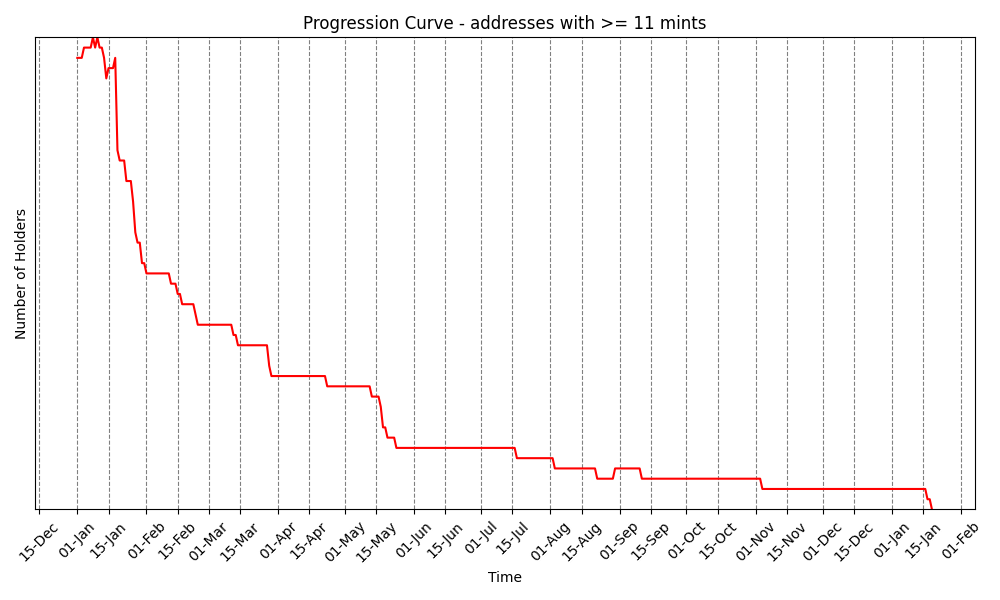 Progression Curve - addresses with >= 11 mints
Number of Holders
15-Dec
01-Jan
15-Jan
01-Feb
15-Feb
01-Mar
15-Mar
01-Apr
15-Apr
01-May
15-May
01-Jun
15-Jun
01-Jul
15-Jul
01-Aug
15-Aug
01-Sep
15-Sep
01-Oct
15-Oct
01-Nov
15-Nov
01-Dec
15-Dec
01-Jan
15-Jan
01-Feb
Time